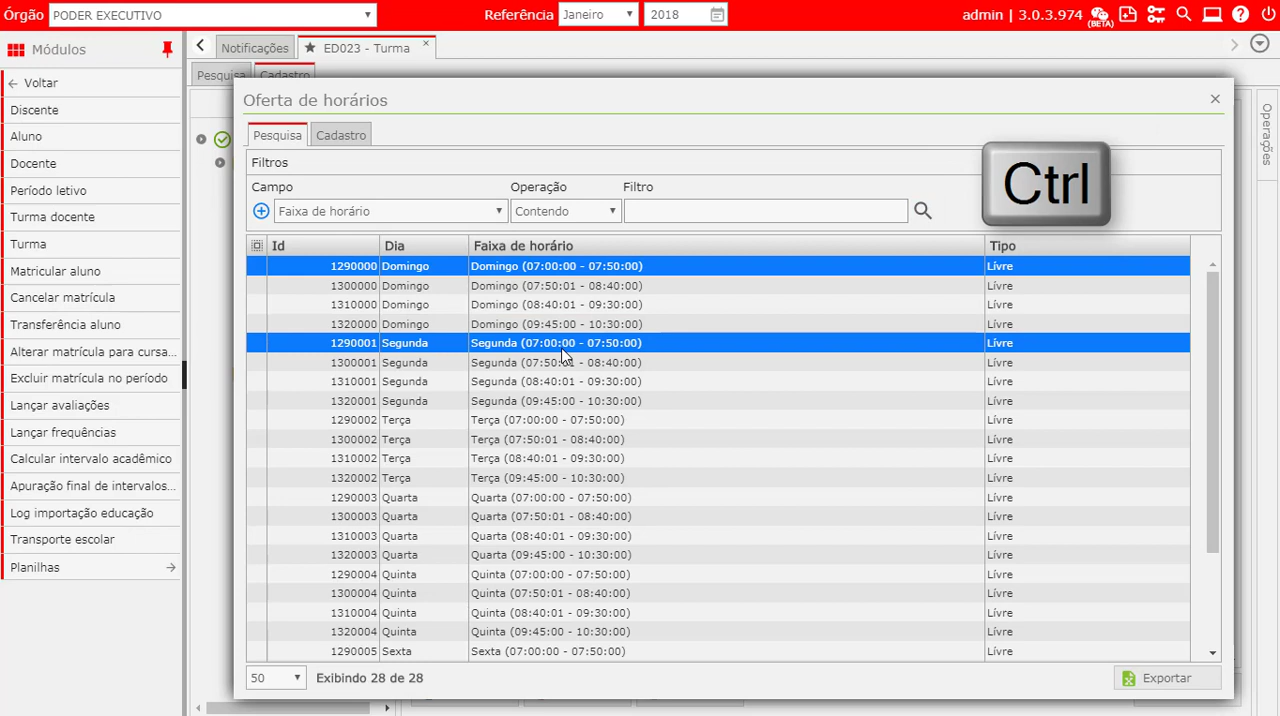 Órgão PODER EXECUTIVO Referência Janeiro 2018 admin | 3.0.3.974 (BETA)
Módulos
Voltar
Discente
Aluno
Docente
Período letivo
Turma docente
Turma
Matricular aluno
Cancelar matrícula
Transferência aluno
Alterar matrícula para cursa...
Excluir matrícula no período
Lançar avaliações
Lançar frequências
Calcular intervalo acadêmico
Apuração final de intervalos...
Log importação educação
Transporte escolar
Planilhas
Notificações ED023 - Turma
Pesquisa Cadastro
Operações
Oferta de horários
Pesquisa Cadastro
Filtros
Campo Operação Filtro
Faixa de horário Contendo
Ctrl
Id Dia Faixa de horário Tipo
1290000 Domingo Domingo (07:00:00 - 07:50:00) Livre
1300000 Domingo Domingo (07:50:01 - 08:40:00) Livre
1310000 Domingo Domingo (08:40:01 - 09:30:00) Livre
1320000 Domingo Domingo (09:45:00 - 10:30:00) Livre
1290001 Segunda Segunda (07:00:00 - 07:50:00) Livre
1300001 Segunda Segunda (07:50:01 - 08:40:00) Livre
1310001 Segunda Segunda (08:40:01 - 09:30:00) Livre
1320001 Segunda Segunda (09:45:00 - 10:30:00) Livre
1290002 Terça Terça (07:00:00 - 07:50:00) Livre
1300002 Terça Terça (07:50:01 - 08:40:00) Livre
1310002 Terça Terça (08:40:01 - 09:30:00) Livre
1320002 Terça Terça (09:45:00 - 10:30:00) Livre
1290003 Quarta Quarta (07:00:00 - 07:50:00) Livre
1300003 Quarta Quarta (07:50:01 - 08:40:00) Livre
1310003 Quarta Quarta (08:40:01 - 09:30:00) Livre
1320003 Quarta Quarta (09:45:00 - 10:30:00) Livre
1290004 Quinta Quinta (07:00:00 - 07:50:00) Livre
1300004 Quinta Quinta (07:50:01 - 08:40:00) Livre
1310004 Quinta Quinta (08:40:01 - 09:30:00) Livre
1320004 Quinta Quinta (09:45:00 - 10:30:00) Livre
1290005 Sexta Sexta (07:00:00 - 07:50:00) Livre
50 Exibindo 28 de 28 Exportar